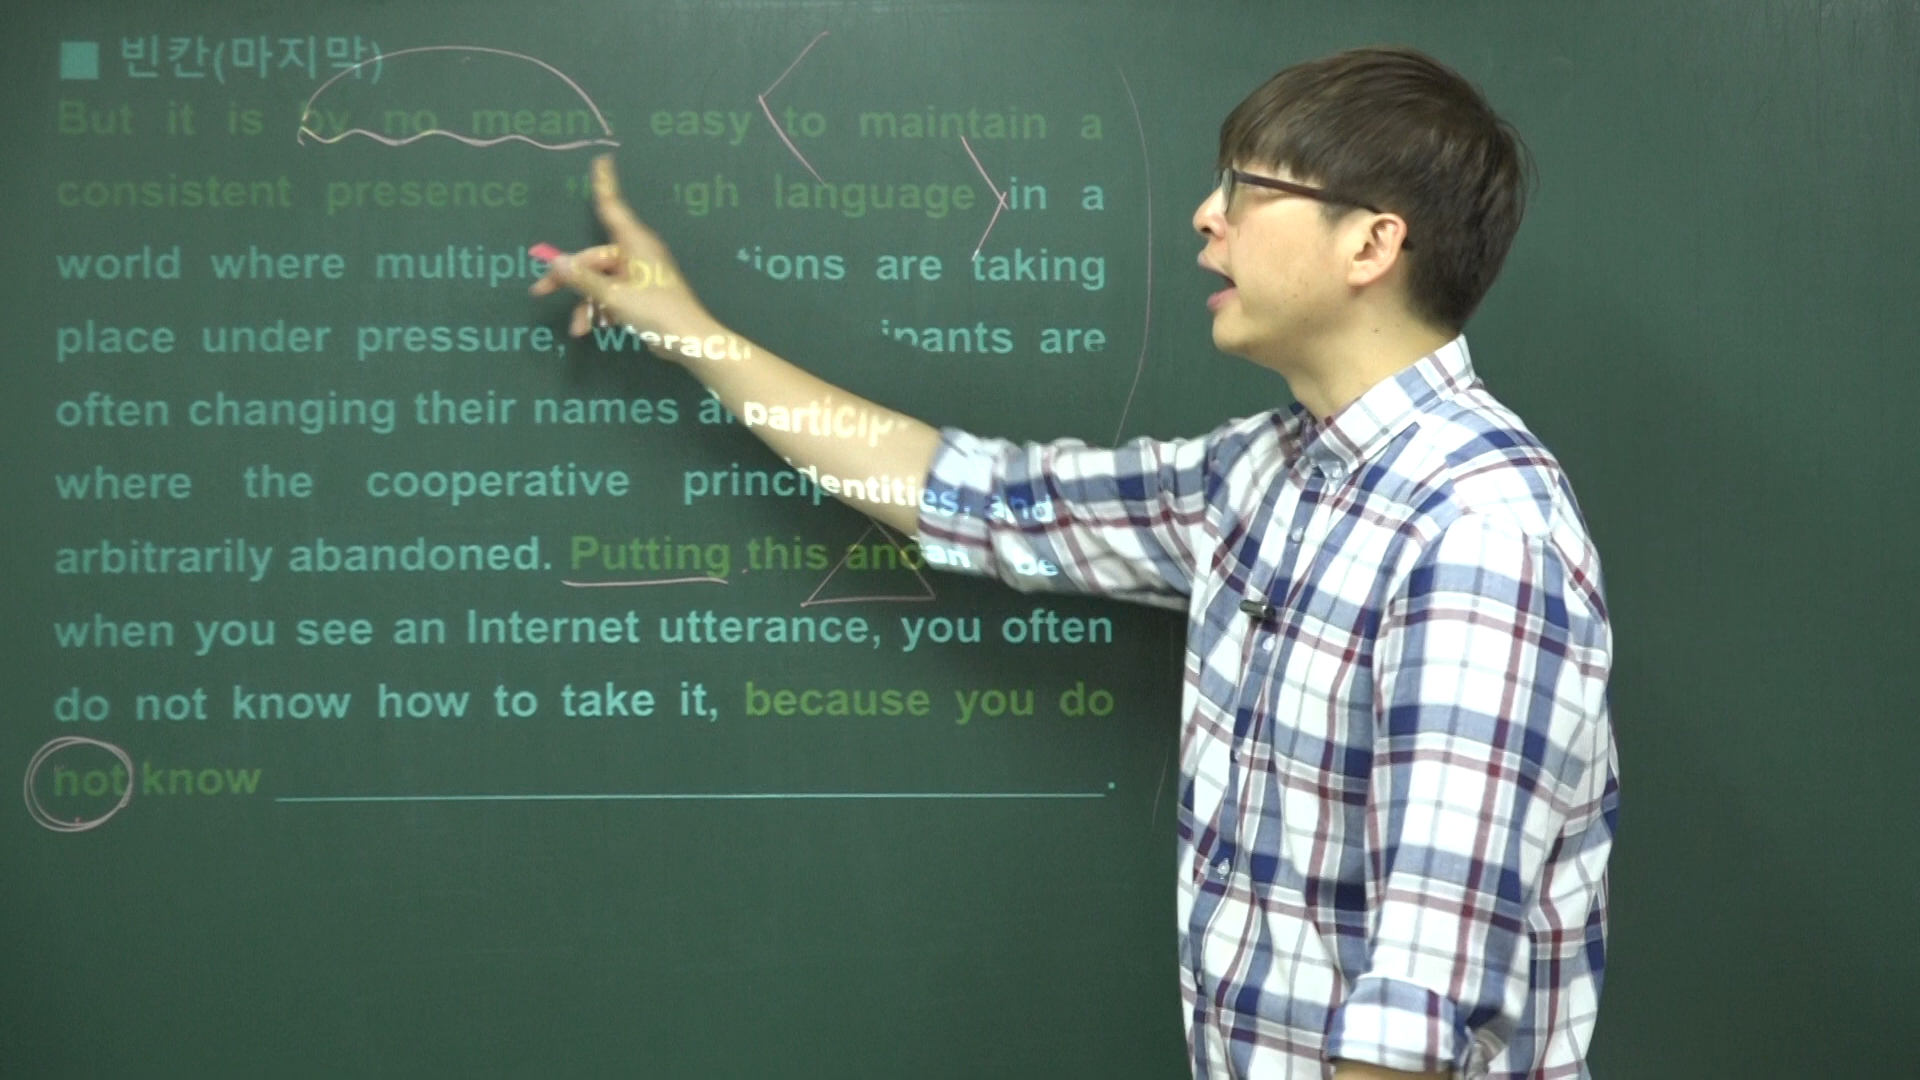 ■ 빈칸(마지막)
But it is by no means easy to maintain a
consistent presence language in a
world where multiple are taking
place under pressure, are
often changing their names
where the cooperative
arbitrarily abandoned. Putting this and
when you see an Internet utterance, you often
do not know how to take it, because you do
not know ____________________.
identities, and